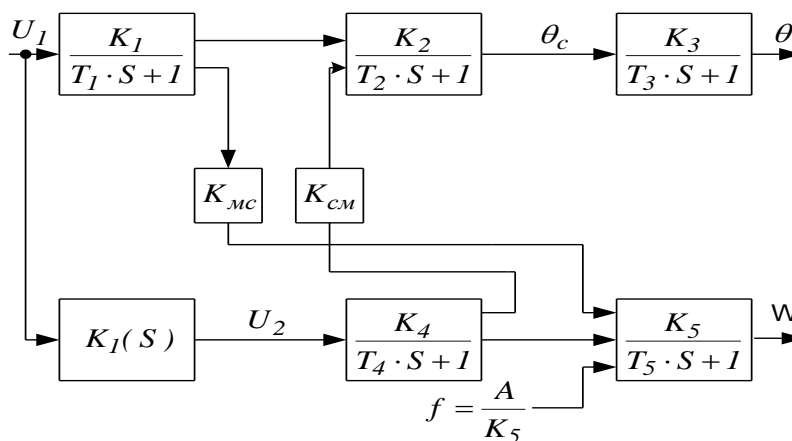 U₁
K₁ / (T₁ · S + 1)
K₂ / (T₂ · S + 1)
θc
K₃ / (T₃ · S + 1)
θ
Kмс
Kсм
K₁( S )
U₂
K₄ / (T₄ · S + 1)
K₅ / (T₅ · S + 1)
W
f = A / K₅